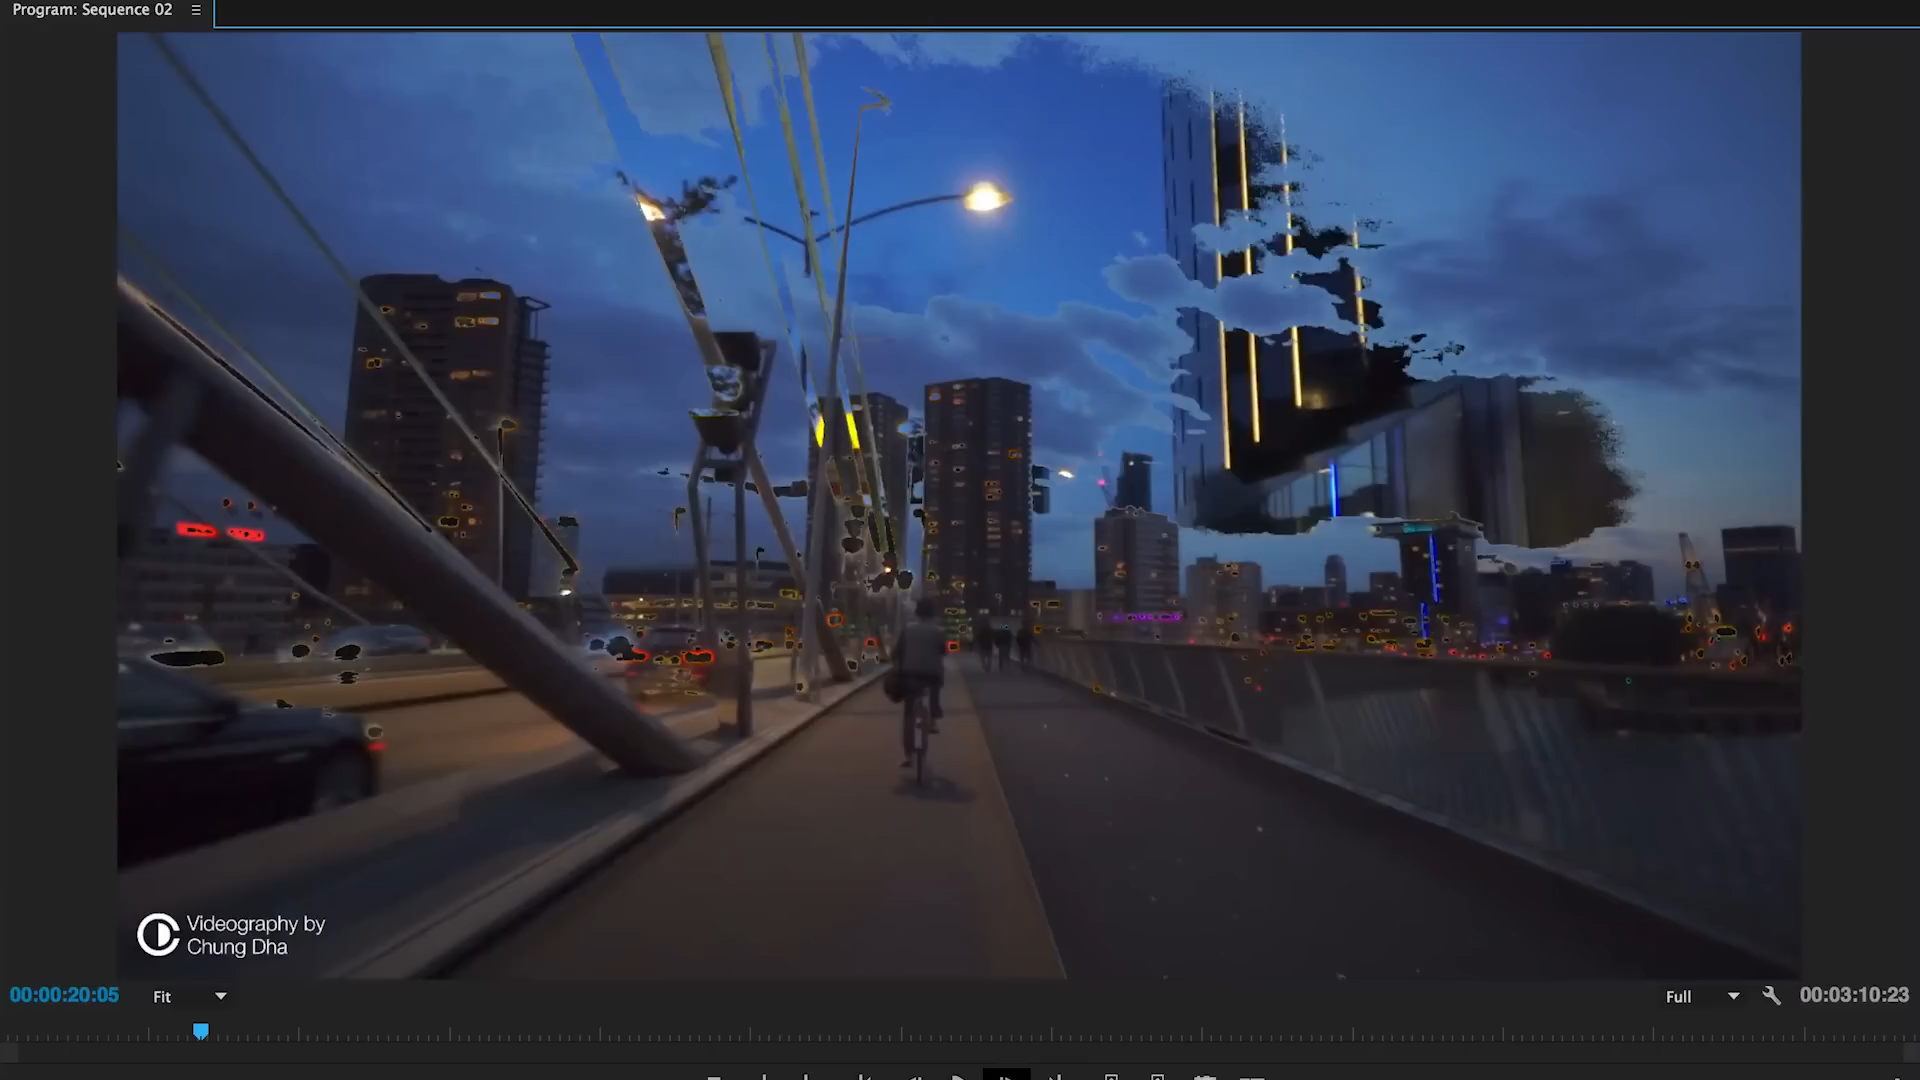 Program: Sequence 02
Videography by
Chung Dha
00:00:20:05
Fit
Full
00:03:10:23